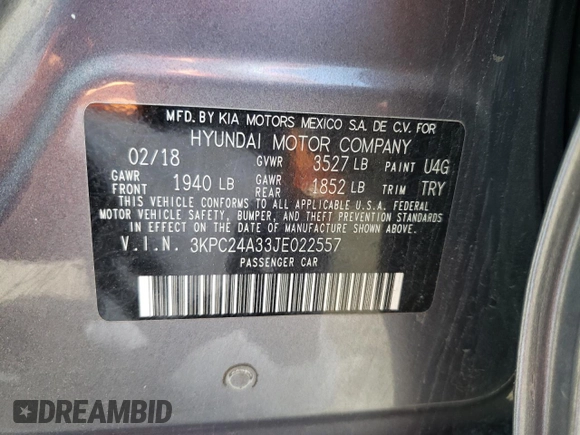 MFD. BY KIA MOTORS MEXICO S.A. DE C.V. FOR
HYUNDAI MOTOR COMPANY
02/18 GVWR 3527 LB PAINT U4G
GAWR FRONT 1940 LB GAWR REAR 1852 LB TRIM TRY
THIS VEHICLE CONFORMS TO ALL APPLICABLE U.S.A. FEDERAL
MOTOR VEHICLE SAFETY, BUMPER, AND THEFT PREVENTION
STANDARDS IN EFFECT ON THE DATE OF MANUFACTURE SHOWN ABOVE.
V.I.N. 3KPC24A33JE022557
PASSENGER CAR
DREAMBID